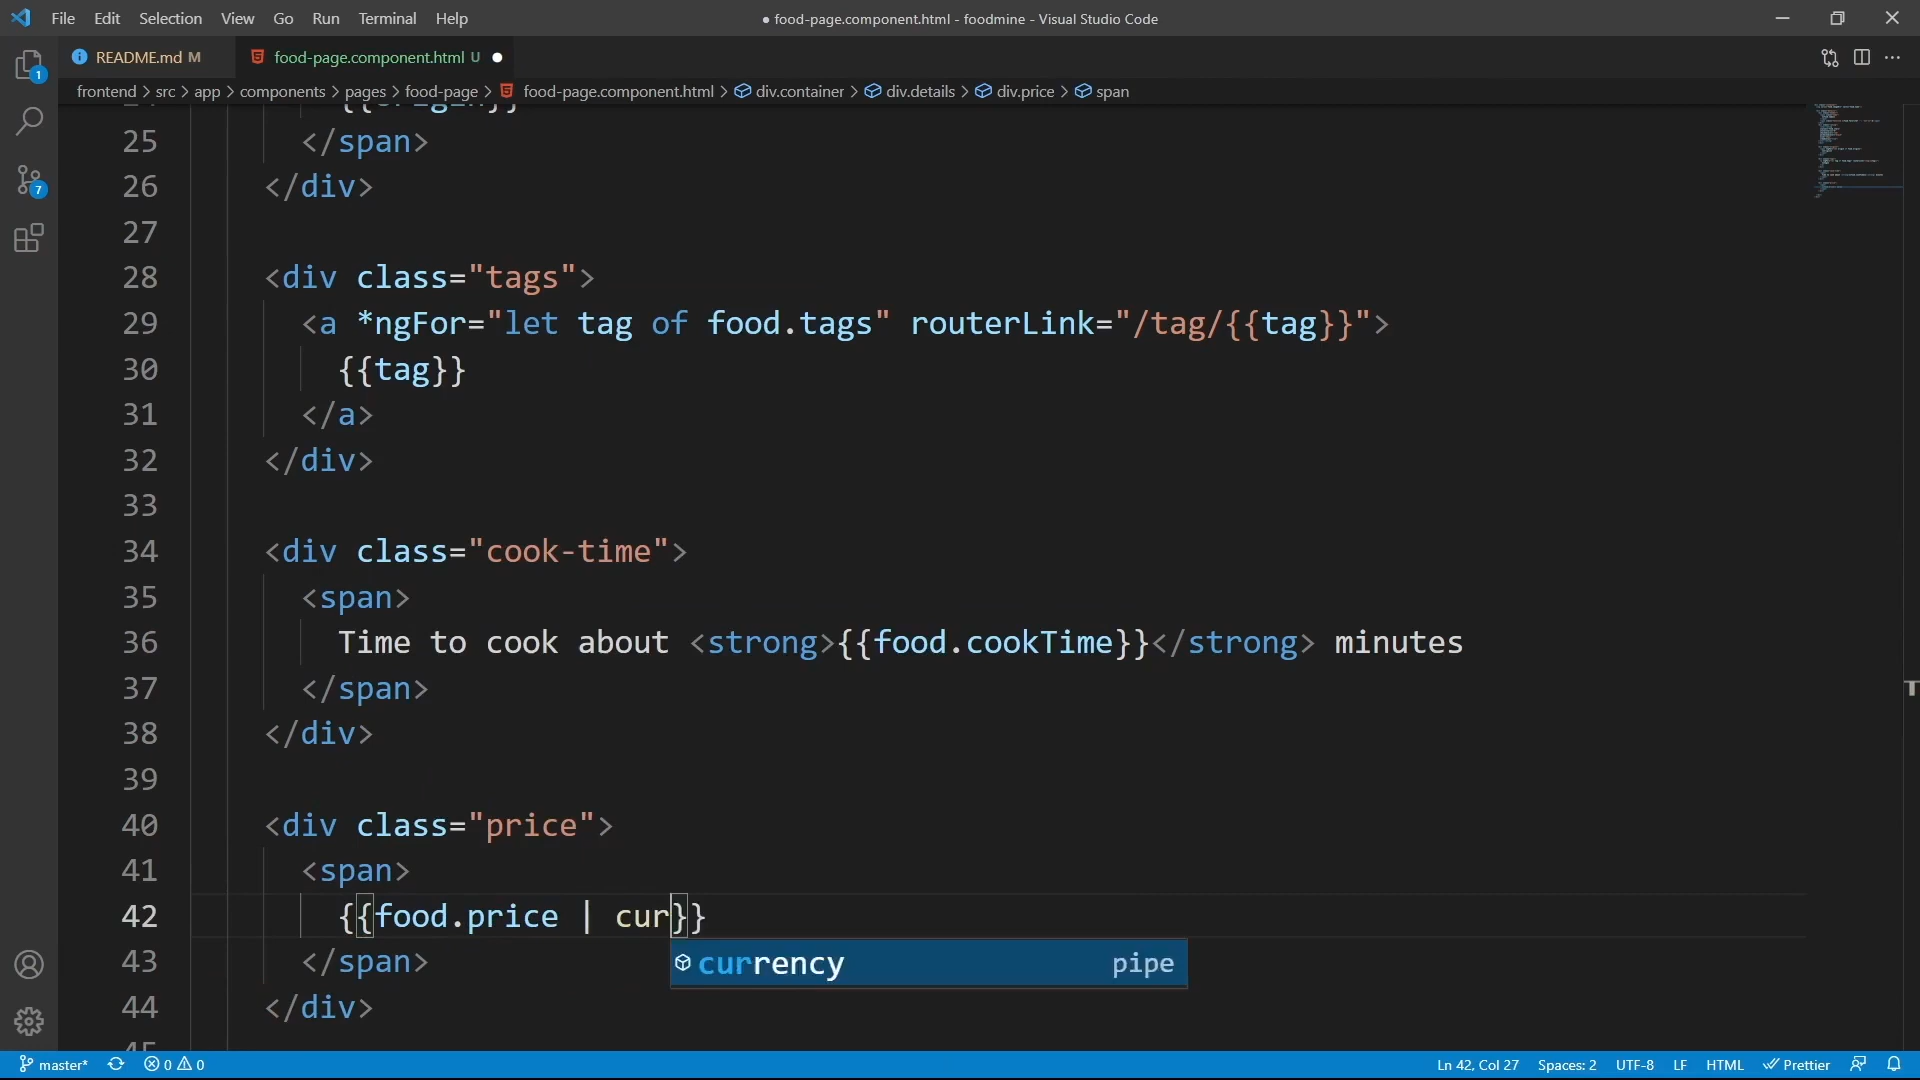 File Edit Selection View Go Run Terminal Help
● food-page.component.html - foodmine - Visual Studio Code
README.md M
food-page.component.html U ●
frontend > src > app > components > pages > food-page > food-page.component.html > div.container > div.details > div.price > span
1
7
{{origin}}
25 </span>
26 </div>
27
28 <div class="tags">
29 <a *ngFor="let tag of food.tags" routerLink="/tag/{{tag}}">
30 {{tag}}
31 </a>
32 </div>
33
34 <div class="cook-time">
35 <span>
36 Time to cook about <strong>{{food.cookTime}}</strong> minutes
37 </span>
38 </div>
39
40 <div class="price">
41 <span>
42 {{food.price | cur}}
currency pipe
43 </span>
44 </div>
45
master* 0 0 Ln 42, Col 27 Spaces: 2 UTF-8 LF HTML Prettier